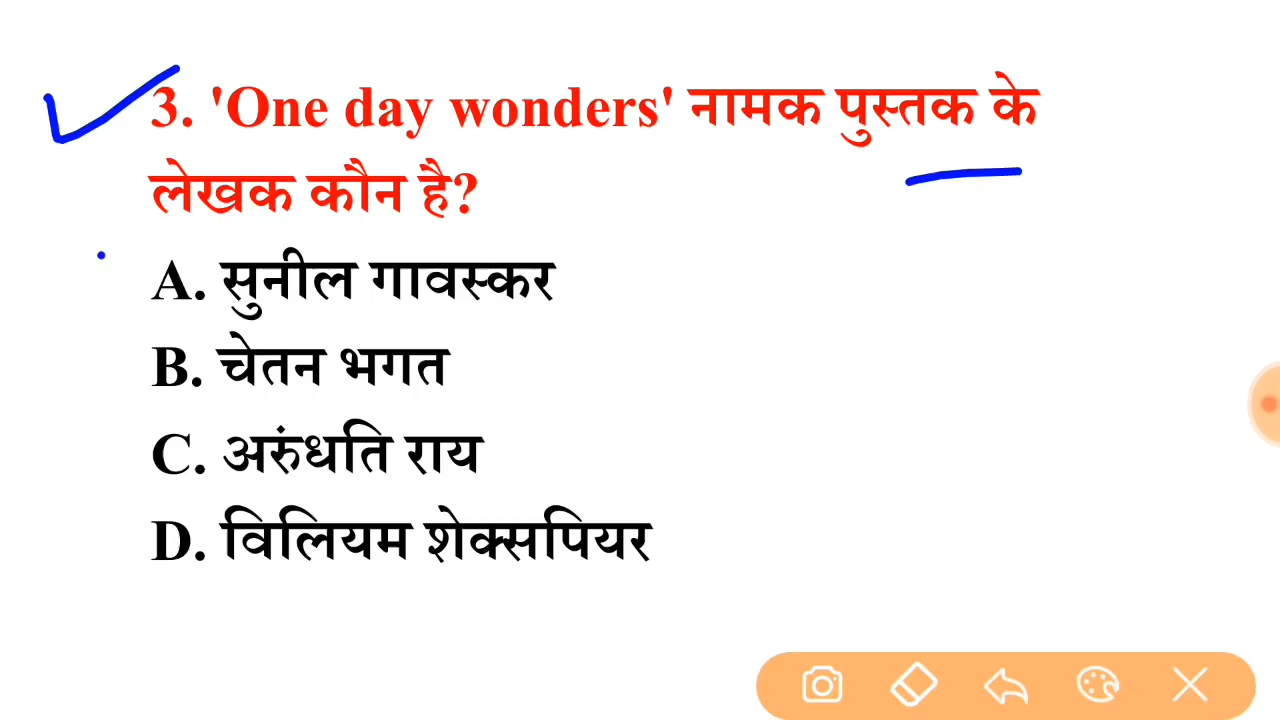 3. 'One day wonders' नामक पुस्तक के
लेखक कौन है?
A. सुनील गावस्कर
B. चेतन भगत
C. अरुंधति राय
D. विलियम शेक्सपियर